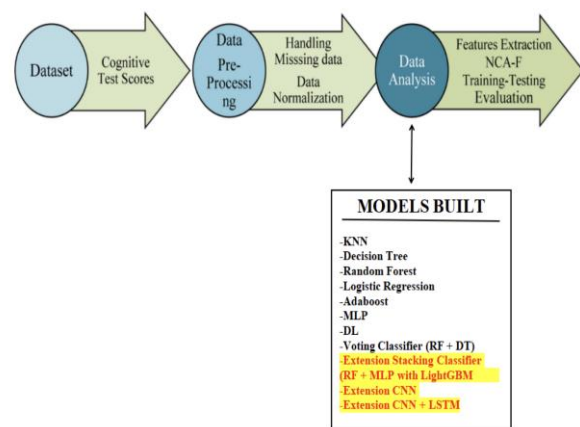 Dataset
Cognitive
Test Scores
Data
Pre-
Processi
ng
Handling
Misssing data
Data
Normalization
Data
Analysis
Features Extraction
NCA-F
Training-Testing
Evaluation
MODELS BUILT
-KNN
-Decision Tree
-Random Forest
-Logistic Regression
-Adaboost
-MLP
-DL
-Voting Classifier (RF + DT)
-Extension Stacking Classifier
(RF + MLP with LightGBM
-Extension CNN
-Extension CNN + LSTM